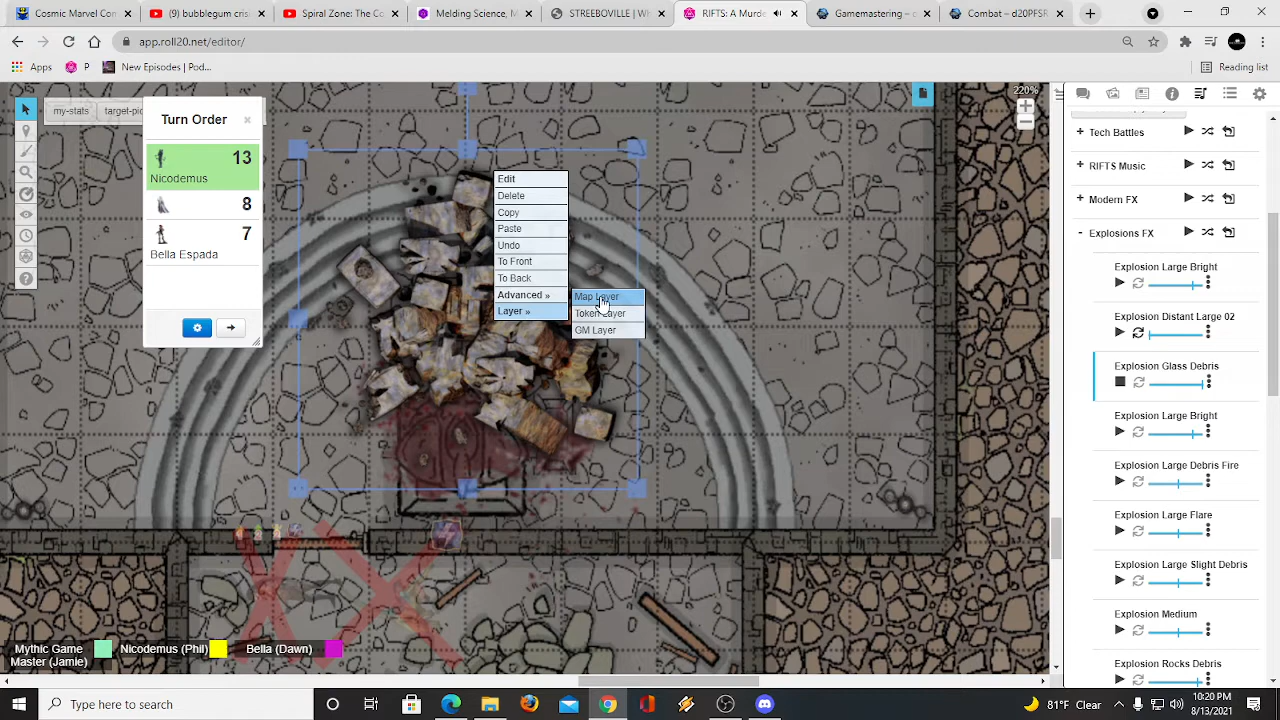 Cosmic Marvel Cor
(9) bumbbles
Spiral Zone: The Co
Melding Science, M
STREEBOVILLE | Wh
RIFTS: A Murde
Gamemastering – d
Combat – d20PFSR
app.roll20.net/editor/
Apps
P
New Episodes | Pod...
Reading list
my-stats
target-pic
Turn Order
13
Nicodemus
8
7
Bella Espada
220%
Edit
Delete
Copy
Paste
Undo
To Front
To Back
Advanced »
Layer »
Map Layer
Token Layer
GM Layer
+ Tech Battles
+ RIFTS Music
+ Modern FX
- Explosions FX
Explosion Large Bright
Explosion Distant Large 02
Explosion Glass Debris
Explosion Large Bright
Explosion Large Debris Fire
Explosion Large Flare
Explosion Large Slight Debris
Explosion Medium
Explosion Rocks Debris
Mythic Game
Master (Jamie)
Nicodemus (Phil)
Bella (Dawn)
Type here to search
81°F Clear
10:20 PM
8/13/2021